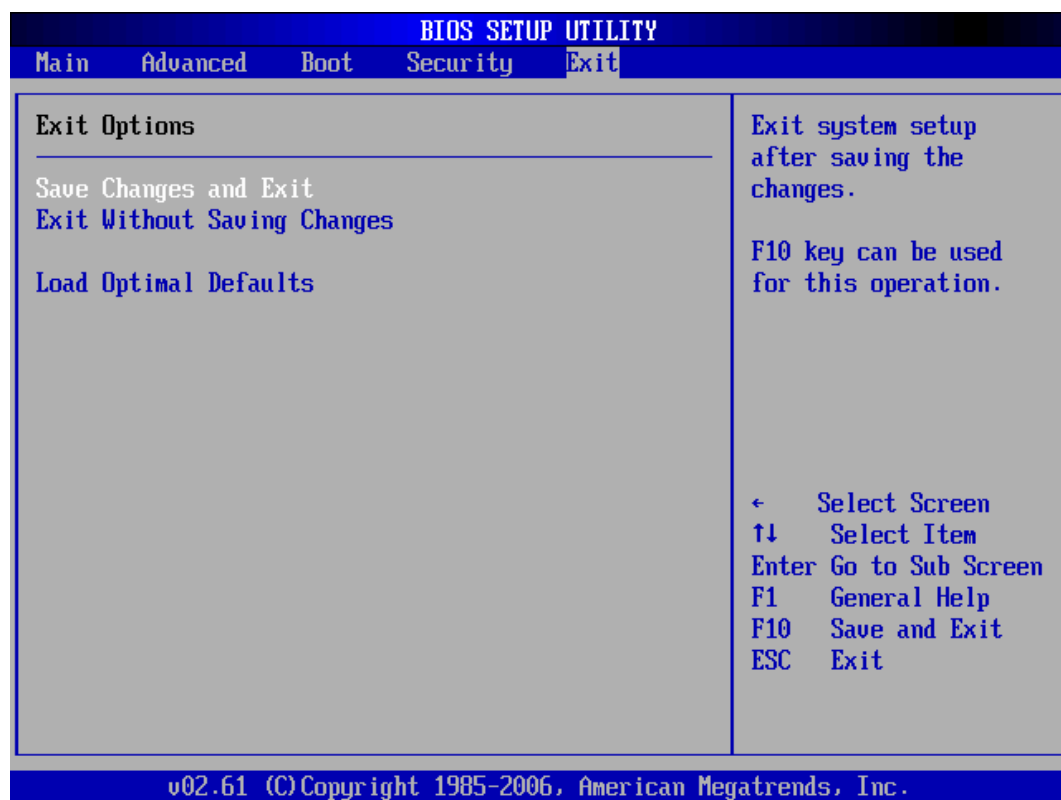 BIOS SETUP UTILITY
Main Advanced Boot Security Exit
Exit Options
Save Changes and Exit
Exit Without Saving Changes
Load Optimal Defaults
Exit system setup
after saving the
changes.
F10 key can be used
for this operation.
← Select Screen
↑↓ Select Item
Enter Go to Sub Screen
F1 General Help
F10 Save and Exit
ESC Exit
v02.61 (C)Copyright 1985-2006, American Megatrends, Inc.